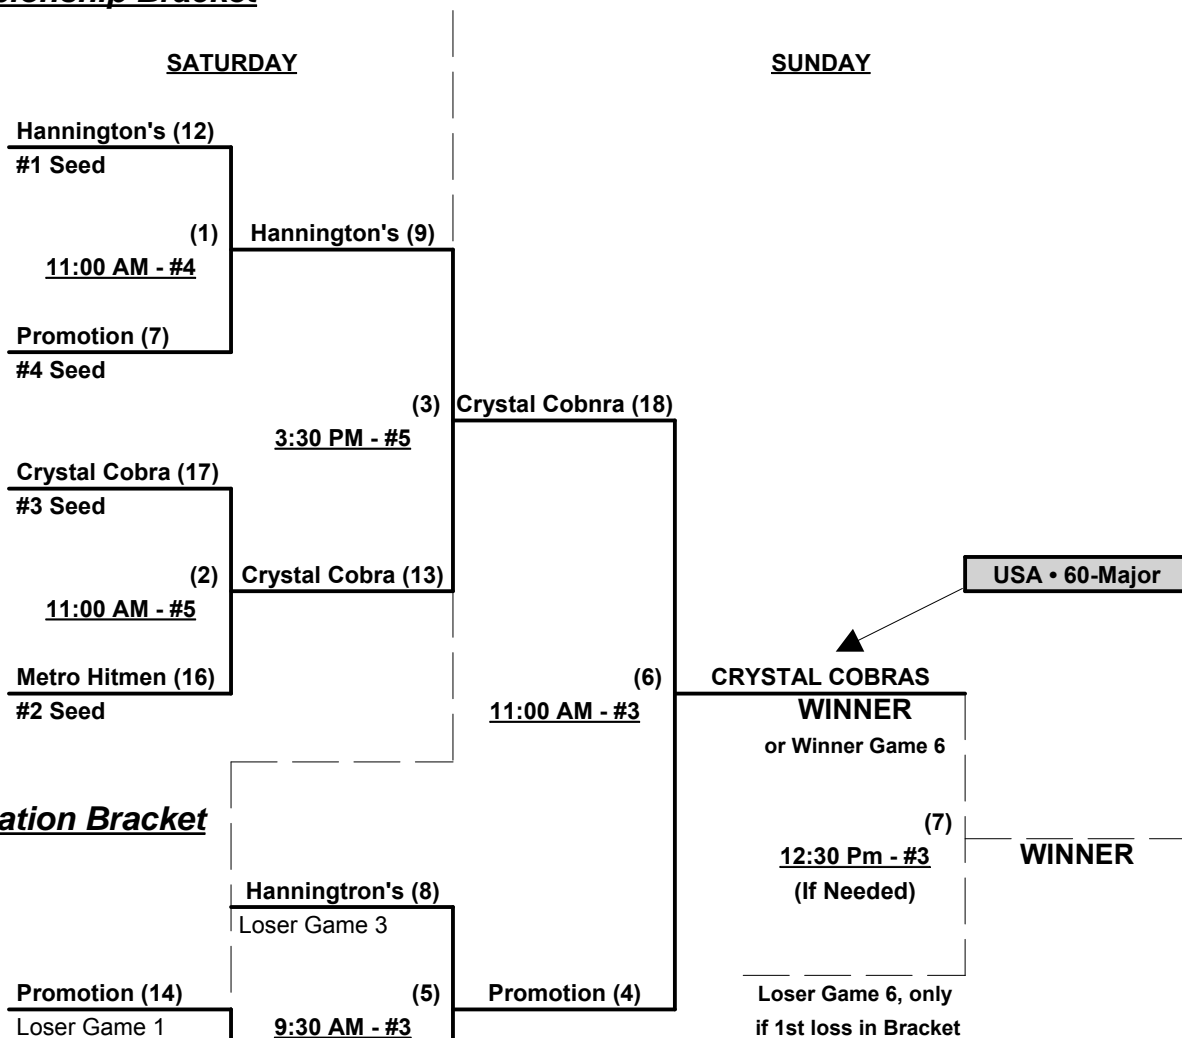 SATURDAY
SUNDAY
Hannington's (12)
#1 Seed
(1)
Hannington's (9)
11:00 AM - #4
Promotion (7)
#4 Seed
(3)
Crystal Cobnra (18)
3:30 PM - #5
Crystal Cobra (17)
#3 Seed
(2)
Crystal Cobra (13)
11:00 AM - #5
USA • 60-Major
Metro Hitmen (16)
#2 Seed
(6)
CRYSTAL COBRAS
11:00 AM - #3
WINNER
or Winner Game 6
ation Bracket
(7)
12:30 Pm - #3
WINNER
(If Needed)
Hanningtron's (8)
Loser Game 3
Promotion (14)
Loser Game 1
(5)
9:30 AM - #3
Promotion (4)
Loser Game 6, only
if 1st loss in Bracket